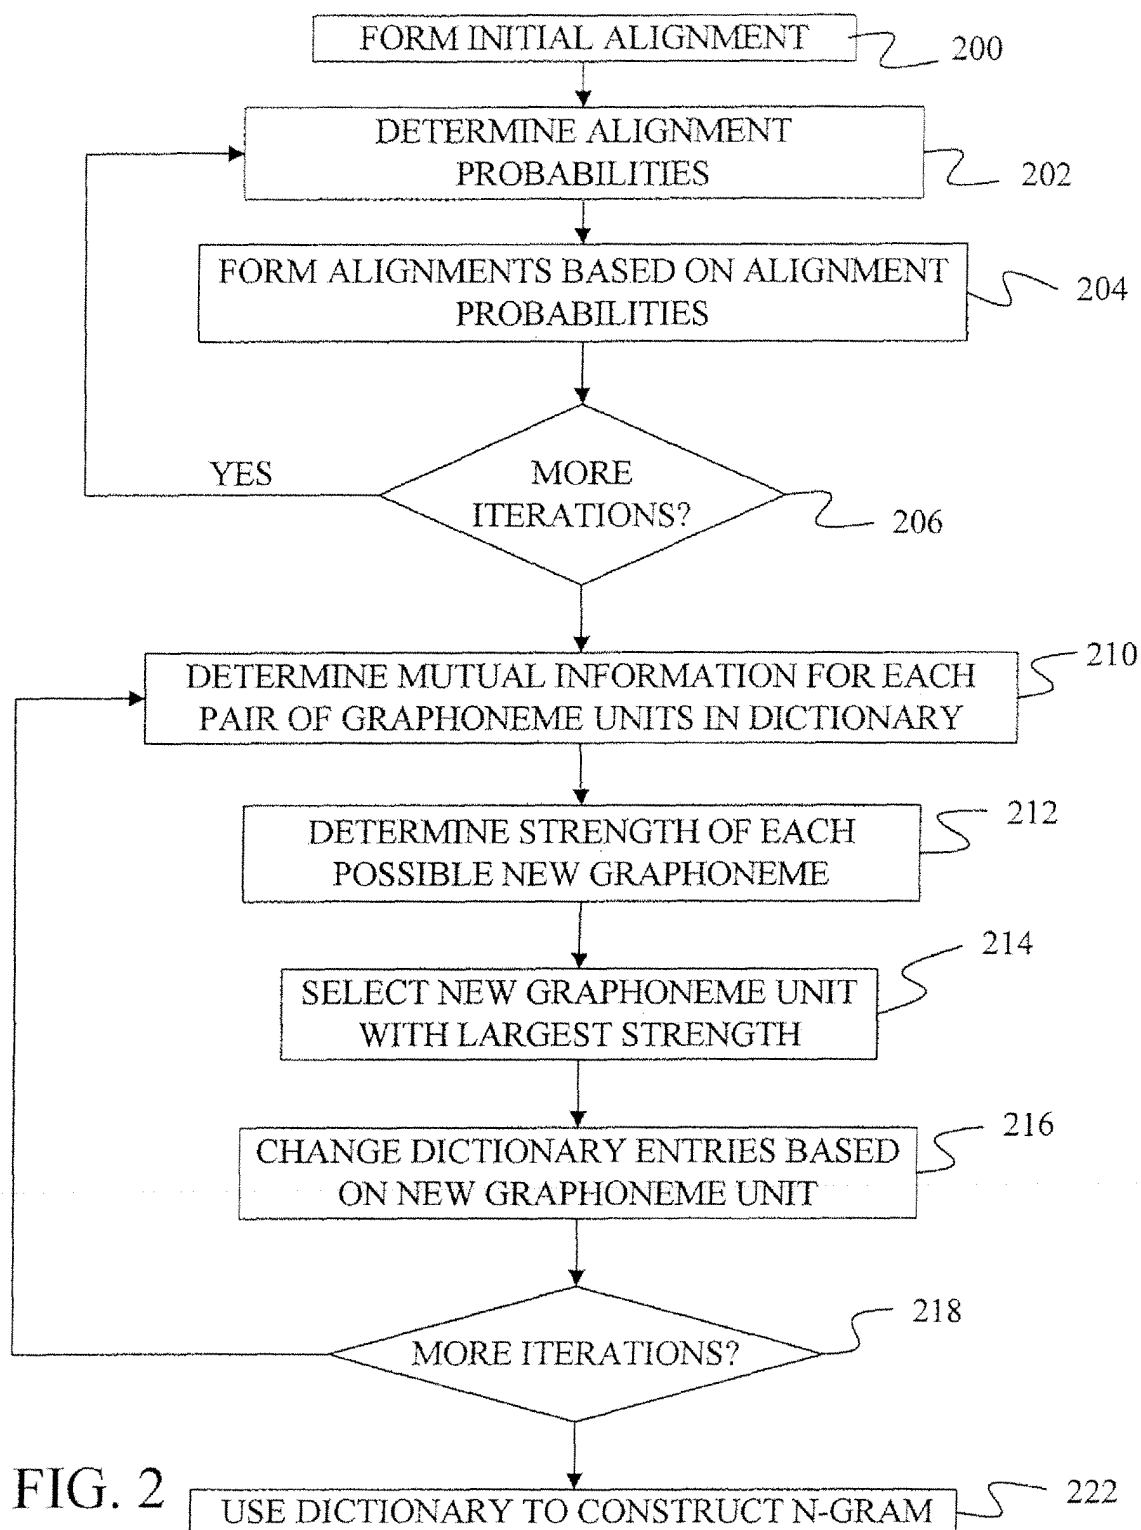 FORM INITIAL ALIGNMENT
200
DETERMINE ALIGNMENT
PROBABILITIES
202
FORM ALIGNMENTS BASED ON ALIGNMENT
PROBABILITIES
204
YES
MORE
ITERATIONS?
206
DETERMINE MUTUAL INFORMATION FOR EACH
PAIR OF GRAPHONEME UNITS IN DICTIONARY
210
DETERMINE STRENGTH OF EACH
POSSIBLE NEW GRAPHONEME
212
SELECT NEW GRAPHONEME UNIT
WITH LARGEST STRENGTH
214
CHANGE DICTIONARY ENTRIES BASED
ON NEW GRAPHONEME UNIT
216
MORE ITERATIONS?
218
FIG. 2
USE DICTIONARY TO CONSTRUCT N-GRAM
222